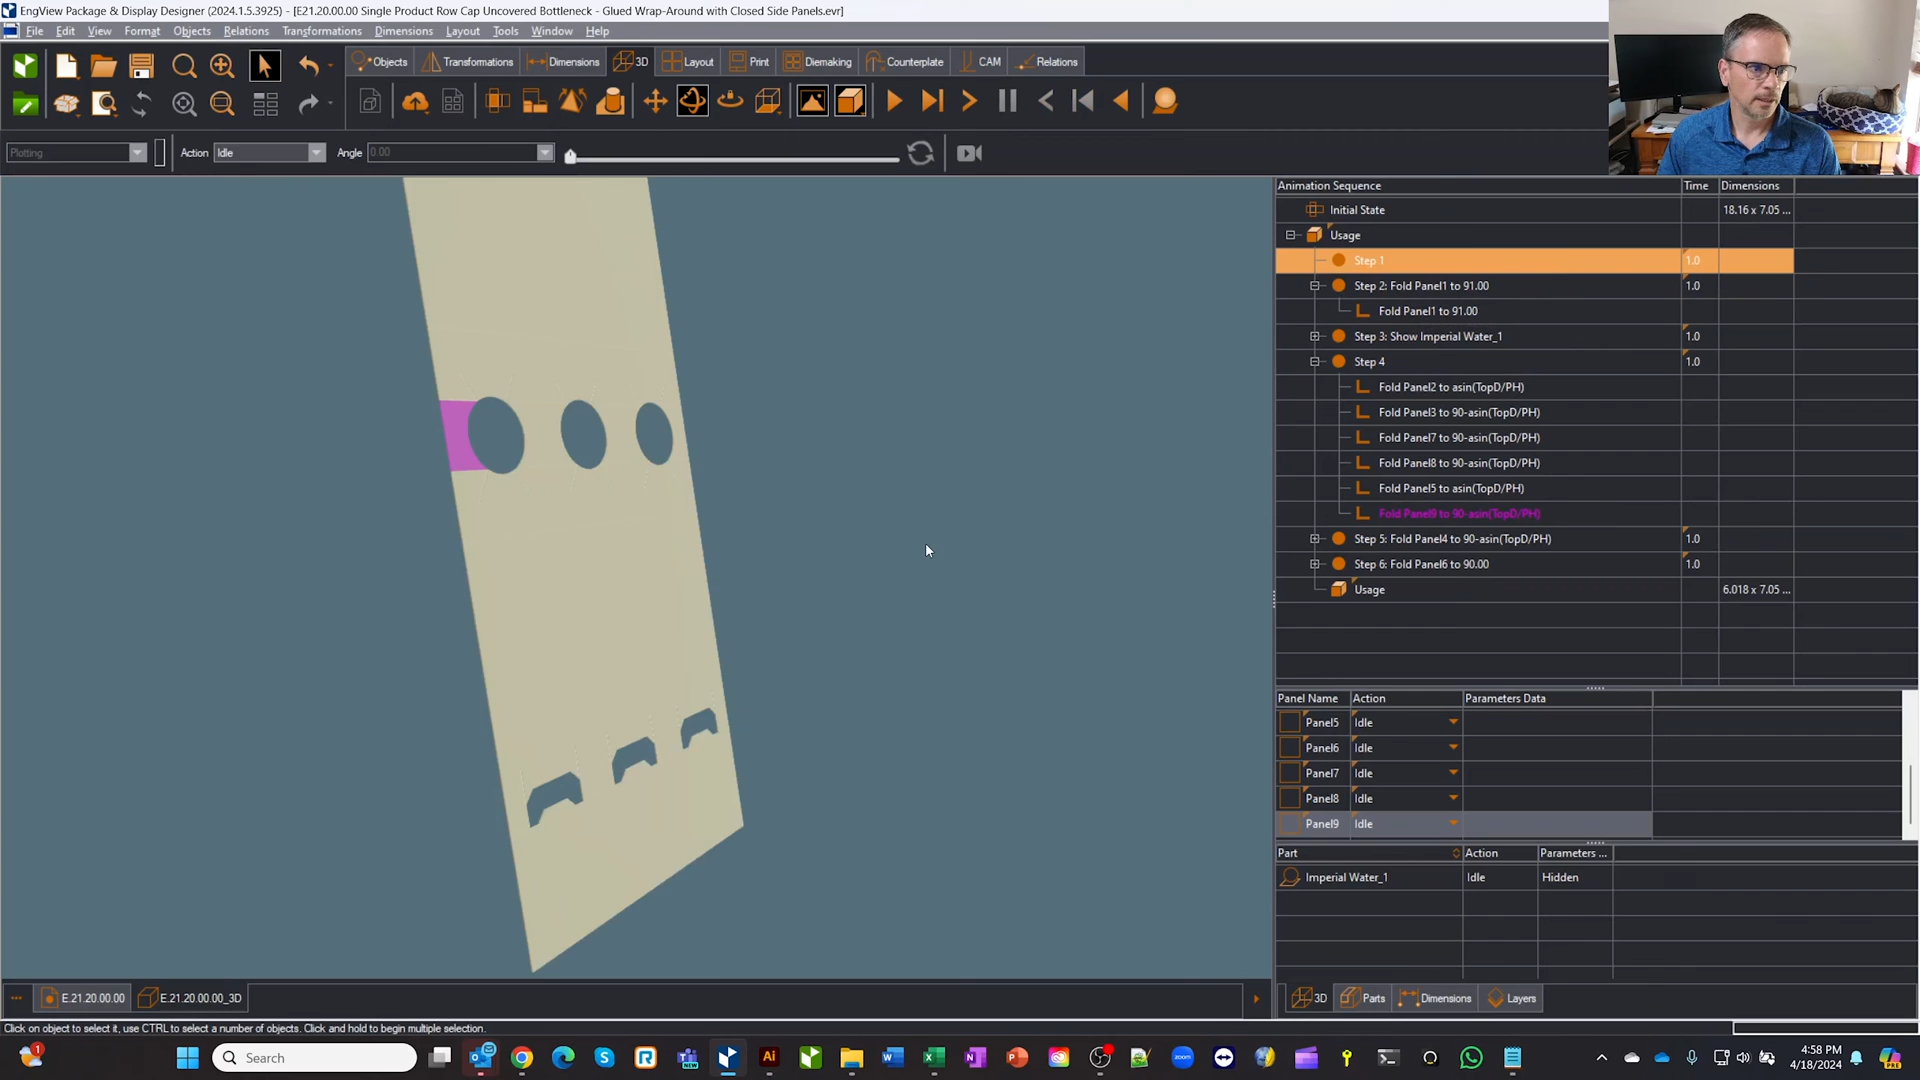 EngView Package & Display Designer (2024.1.5.3925) - [E21.20.00.00 Single Product Row Cap Uncovered Bottleneck - Glued Wrap-Around with Closed Side Panels.evr]
File Edit View Format Objects Relations Transformations Dimensions Layout Tools Window Help
Objects Transformations Dimensions 3D Layout Print Diemaking Counterplate CAM Relations
Plotting Action Idle Angle 0.00
Animation Sequence Time Dimensions
Initial State 18.16 x 7.05 ...
Usage
Step 1 1.0
Step 2: Fold Panel1 to 91.00 1.0
Fold Panel1 to 91.00
Step 3: Show Imperial Water_1 1.0
Step 4 1.0
Fold Panel2 to asin(TopD/PH)
Fold Panel3 to 90-asin(TopD/PH)
Fold Panel7 to 90-asin(TopD/PH)
Fold Panel8 to 90-asin(TopD/PH)
Fold Panel5 to asin(TopD/PH)
Fold Panel9 to 90-asin(TopD/PH)
Step 5: Fold Panel4 to 90-asin(TopD/PH) 1.0
Step 6: Fold Panel6 to 90.00 1.0
Usage 6.018 x 7.05 ...
Panel Name Action Parameters Data
Panel5 Idle
Panel6 Idle
Panel7 Idle
Panel8 Idle
Panel9 Idle
Part Action Parameters ...
Imperial Water_1 Idle Hidden
E.21.20.00.00 E.21.20.00.00_3D
3D Parts Dimensions Layers
Click on object to select it, use CTRL to select a number of objects. Click and hold to begin multiple selection.
1 Search NEW 4:58 PM
4/18/2024